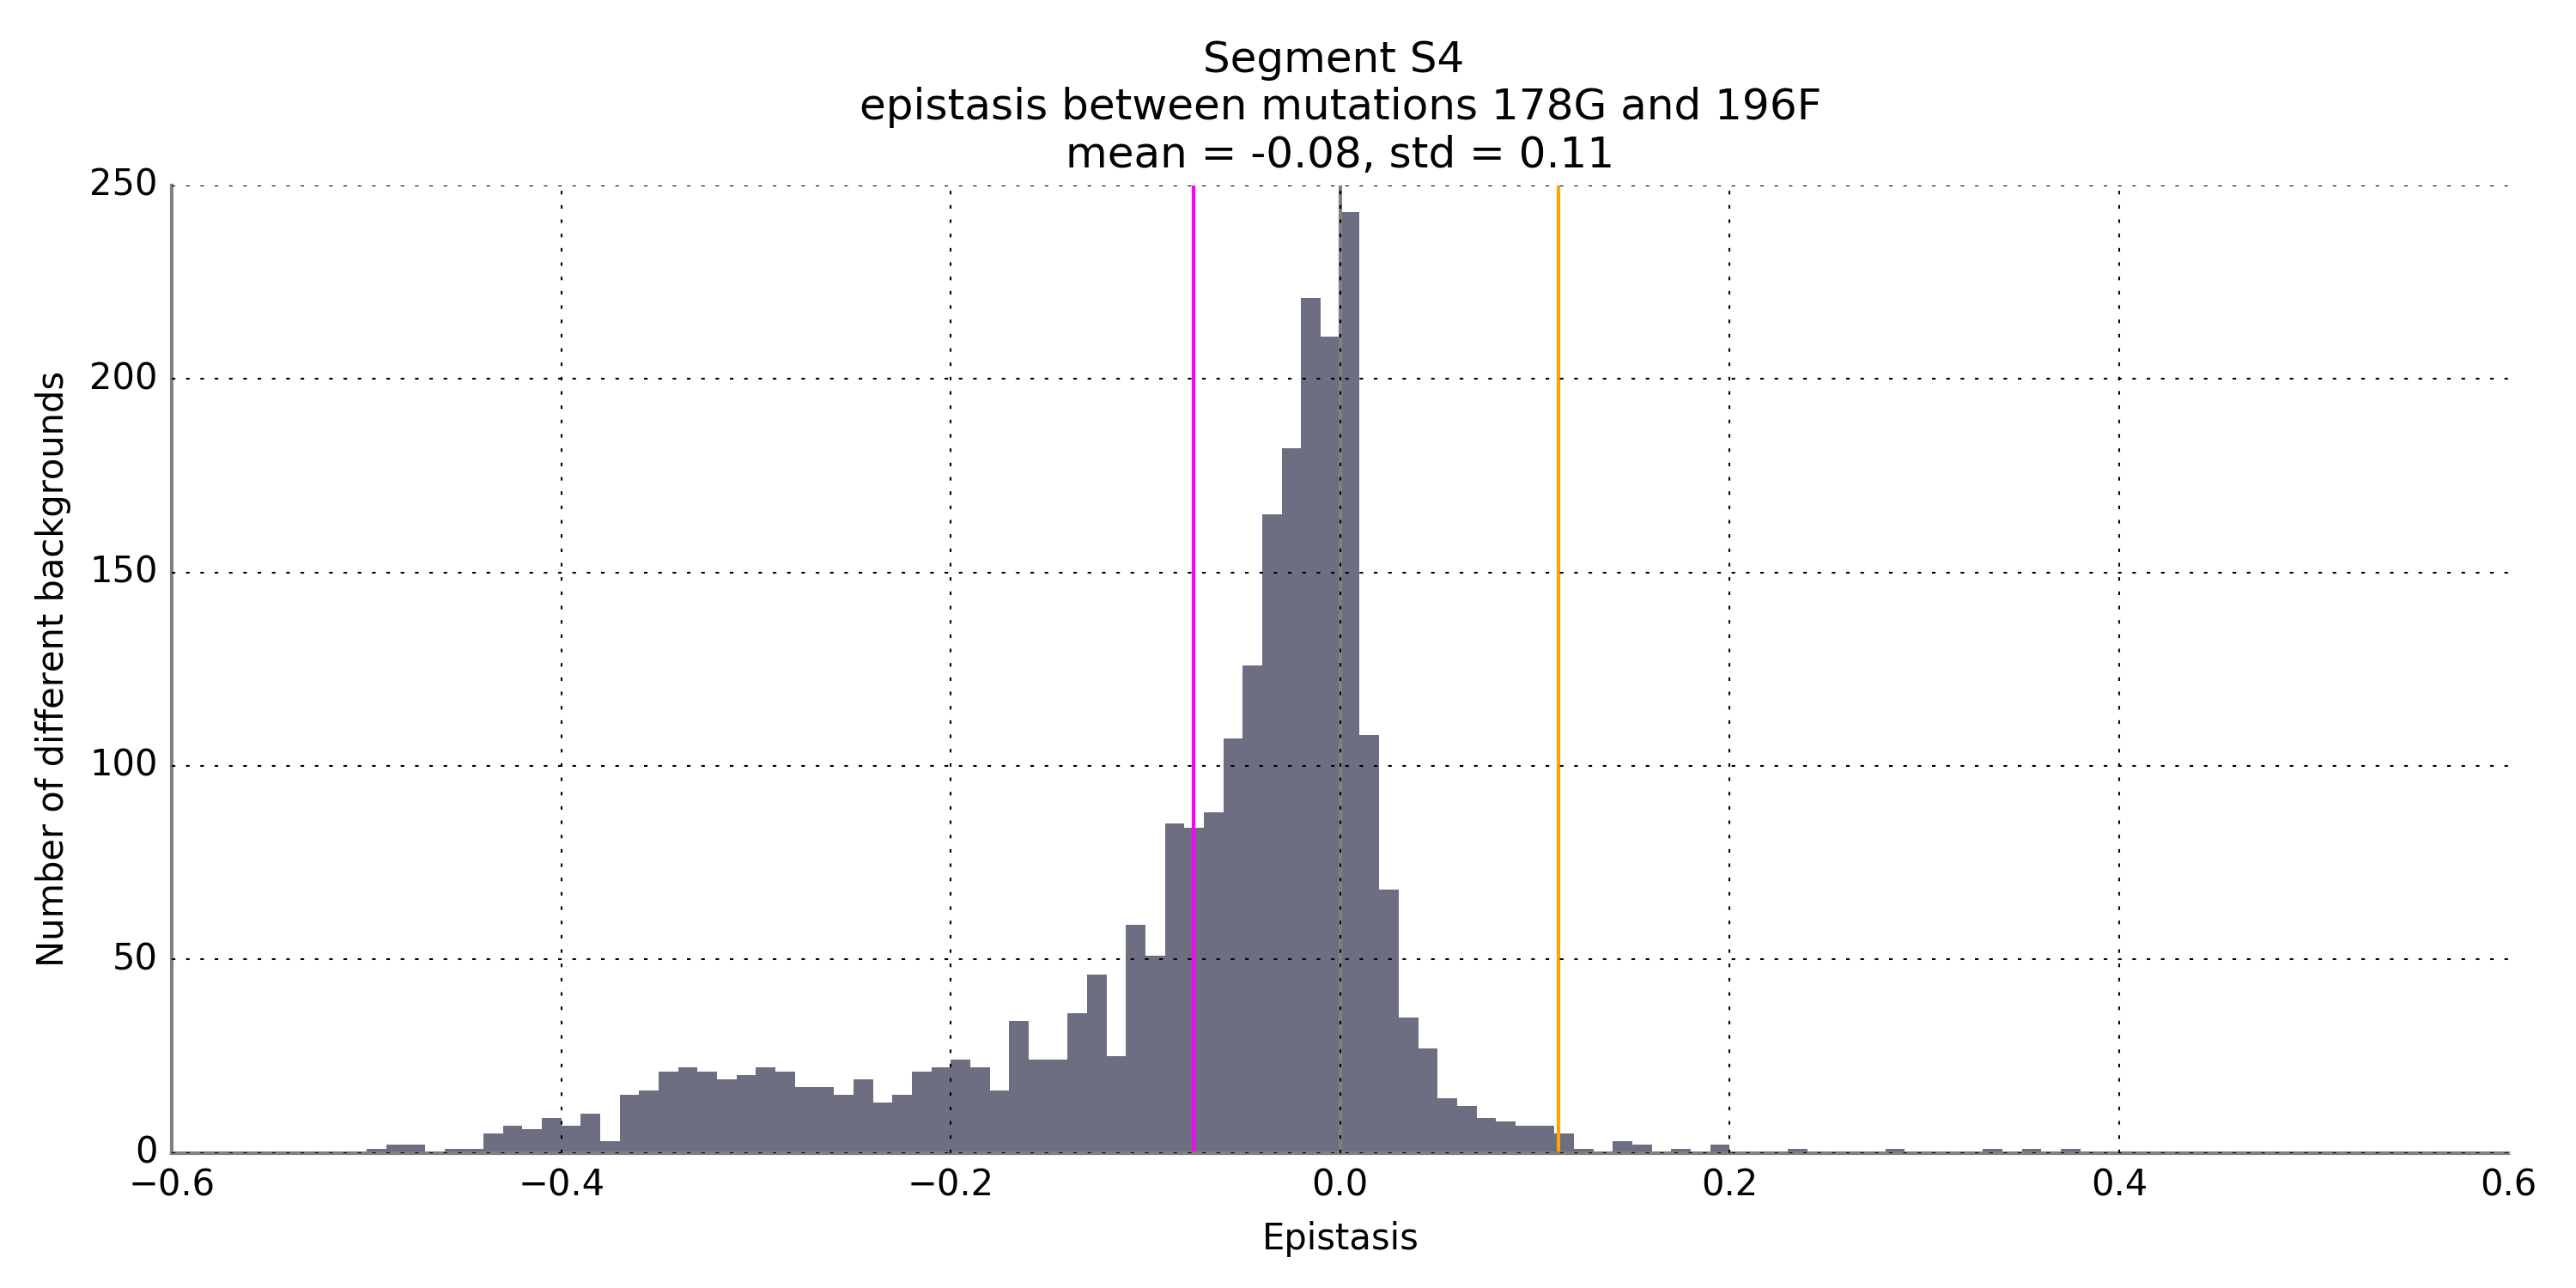 Segment S4
epistasis between mutations 178G and 196F
mean = -0.08, std = 0.11
250
200
150
100
50
0
Number of different backgrounds
−0.6 −0.4 −0.2 0.0 0.2 0.4 0.6
Epistasis